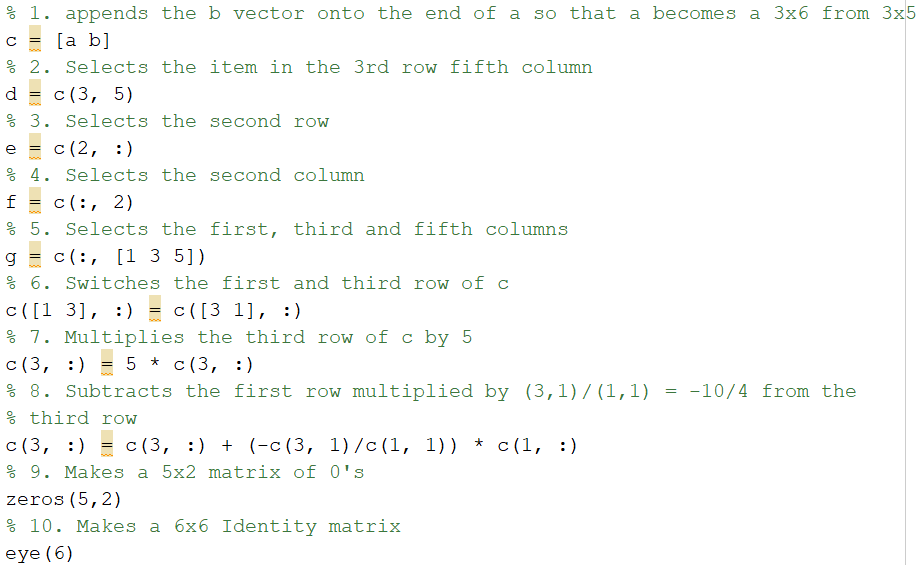 % 1. appends the b vector onto the end of a so that a becomes a 3x6 from 3x5
c = [a b]
% 2. Selects the item in the 3rd row fifth column
d = c(3, 5)
% 3. Selects the second row
e = c(2, :)
% 4. Selects the second column
f = c(:, 2)
% 5. Selects the first, third and fifth columns
g = c(:, [1 3 5])
% 6. Switches the first and third row of c
c([1 3], :) = c([3 1], :)
% 7. Multiplies the third row of c by 5
c(3, :) = 5 * c(3, :)
% 8. Subtracts the first row multiplied by (3,1)/(1,1) = -10/4 from the
% third row
c(3, :) = c(3, :) + (-c(3, 1)/c(1, 1)) * c(1, :)
% 9. Makes a 5x2 matrix of 0's
zeros(5,2)
% 10. Makes a 6x6 Identity matrix
eye(6)